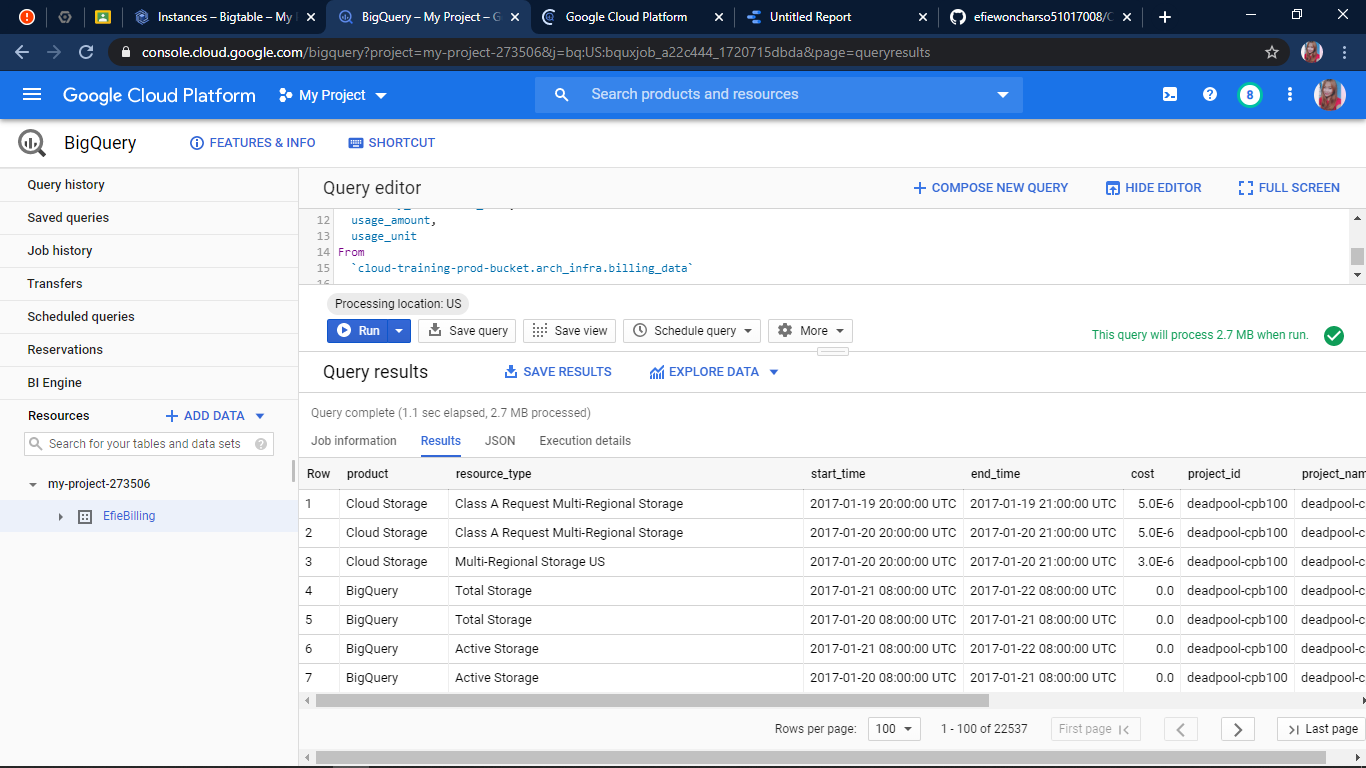 Instances – Bigtable – My
BigQuery – My Project – G
Google Cloud Platform
Untitled Report
efiewoncharso51017008/C
console.cloud.google.com/bigquery?project=my-project-273506&j=bq:US:bquxjob_a22c444_1720715dbda&page=queryresults
Google Cloud Platform
My Project
Search products and resources
8
BigQuery
FEATURES & INFO
SHORTCUT
Query history
Saved queries
Job history
Transfers
Scheduled queries
Reservations
BI Engine
Resources
ADD DATA
Search for your tables and data sets
my-project-273506
EfieBilling
Query editor
COMPOSE NEW QUERY
HIDE EDITOR
FULL SCREEN
12 usage_amount,
13 usage_unit
14 From
15 `cloud-training-prod-bucket.arch_infra.billing_data`
Processing location: US
Run
Save query
Save view
Schedule query
More
This query will process 2.7 MB when run.
Query results
SAVE RESULTS
EXPLORE DATA
Query complete (1.1 sec elapsed, 2.7 MB processed)
Job information
Results
JSON
Execution details
Row product resource_type start_time end_time cost project_id project_nam
1 Cloud Storage Class A Request Multi-Regional Storage 2017-01-19 20:00:00 UTC 2017-01-19 21:00:00 UTC 5.0E-6 deadpool-cpb100 deadpool-c
2 Cloud Storage Class A Request Multi-Regional Storage 2017-01-20 20:00:00 UTC 2017-01-20 21:00:00 UTC 5.0E-6 deadpool-cpb100 deadpool-c
3 Cloud Storage Multi-Regional Storage US 2017-01-20 20:00:00 UTC 2017-01-20 21:00:00 UTC 3.0E-6 deadpool-cpb100 deadpool-c
4 BigQuery Total Storage 2017-01-21 08:00:00 UTC 2017-01-22 08:00:00 UTC 0.0 deadpool-cpb100 deadpool-c
5 BigQuery Total Storage 2017-01-20 08:00:00 UTC 2017-01-21 08:00:00 UTC 0.0 deadpool-cpb100 deadpool-c
6 BigQuery Active Storage 2017-01-21 08:00:00 UTC 2017-01-22 08:00:00 UTC 0.0 deadpool-cpb100 deadpool-c
7 BigQuery Active Storage 2017-01-20 08:00:00 UTC 2017-01-21 08:00:00 UTC 0.0 deadpool-cpb100 deadpool-c
Rows per page: 100 1 - 100 of 22537 First page Last page